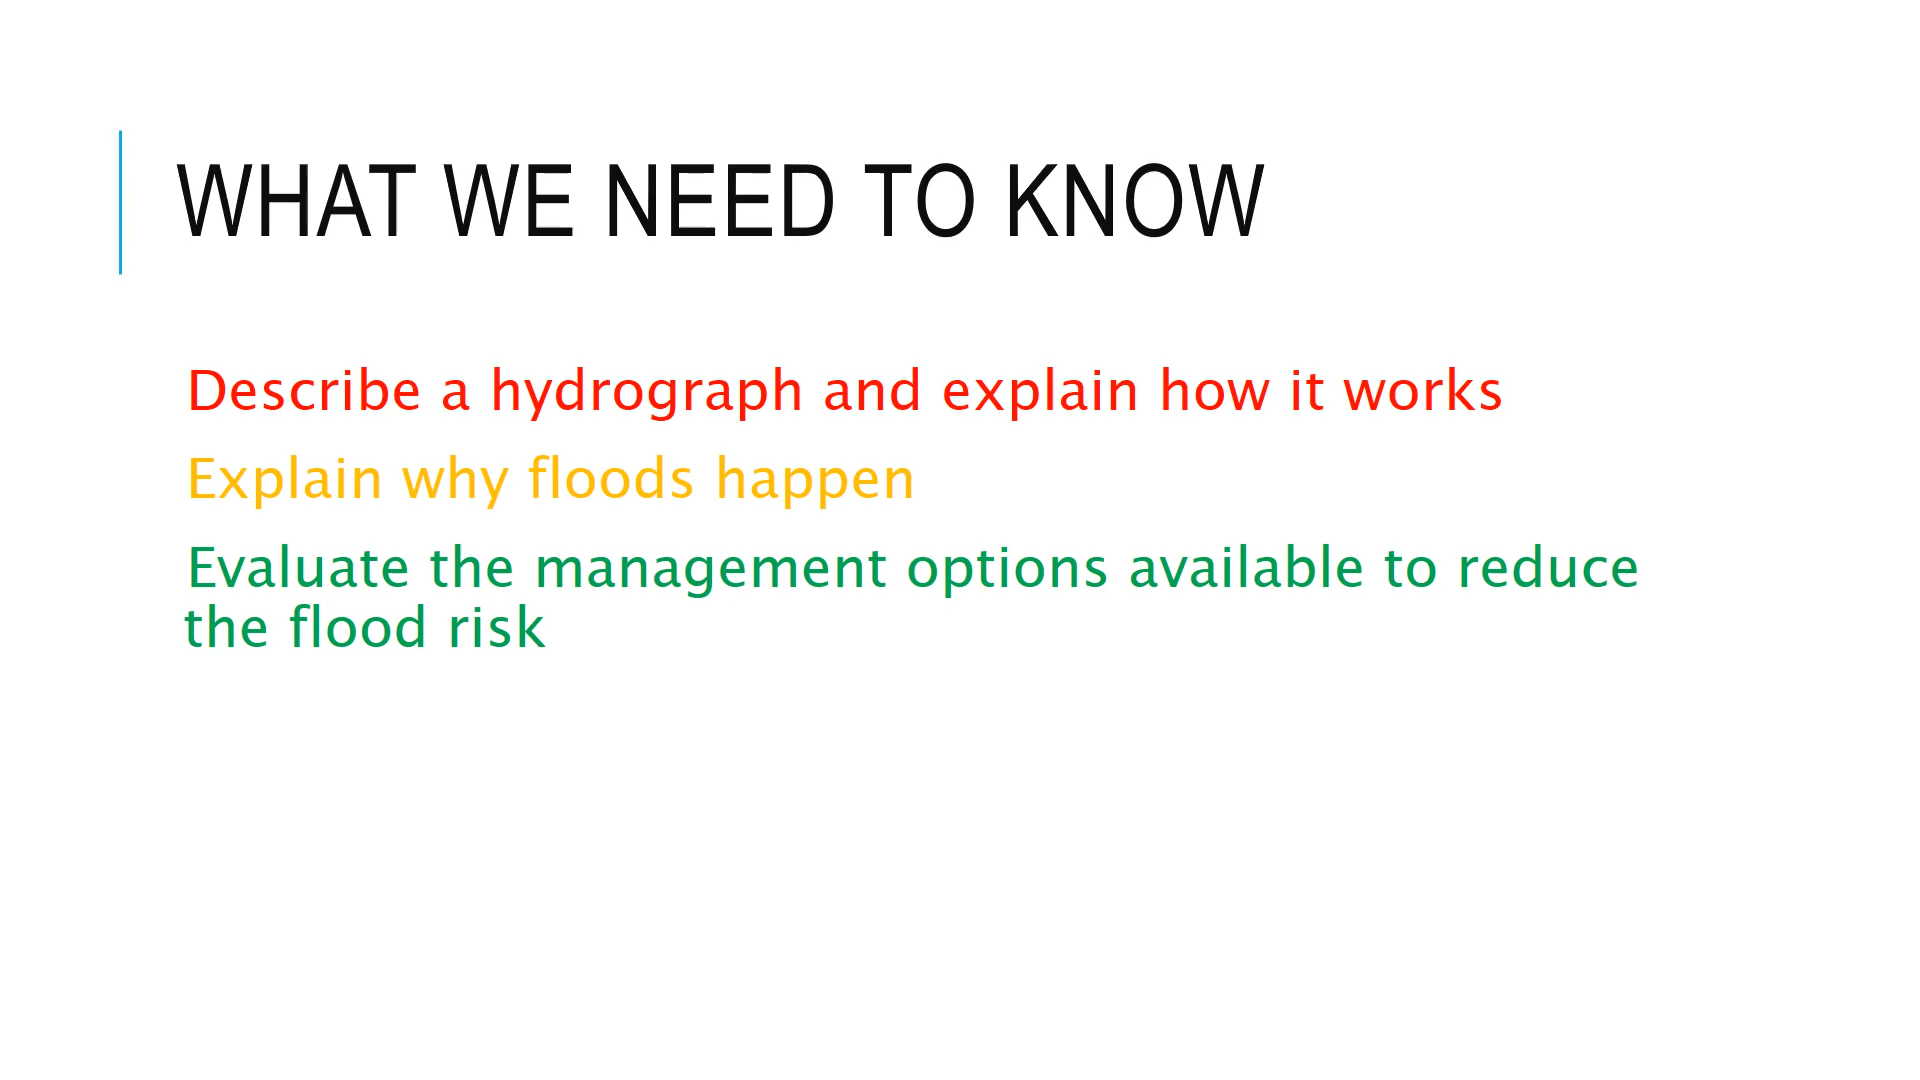 WHAT WE NEED TO KNOW
Describe a hydrograph and explain how it works
Explain why floods happen
Evaluate the management options available to reduce
the flood risk